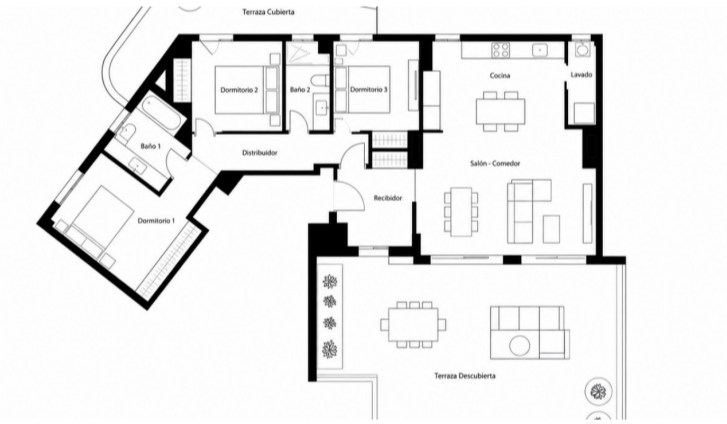 Terraza Cubierta
Cocina
Lavado
Dormitorio 2
Baño 2
Dormitorio 3
Baño 1
Distribuidor
Salón - Comedor
Recibidor
Dormitorio 1
Terraza Descubierta